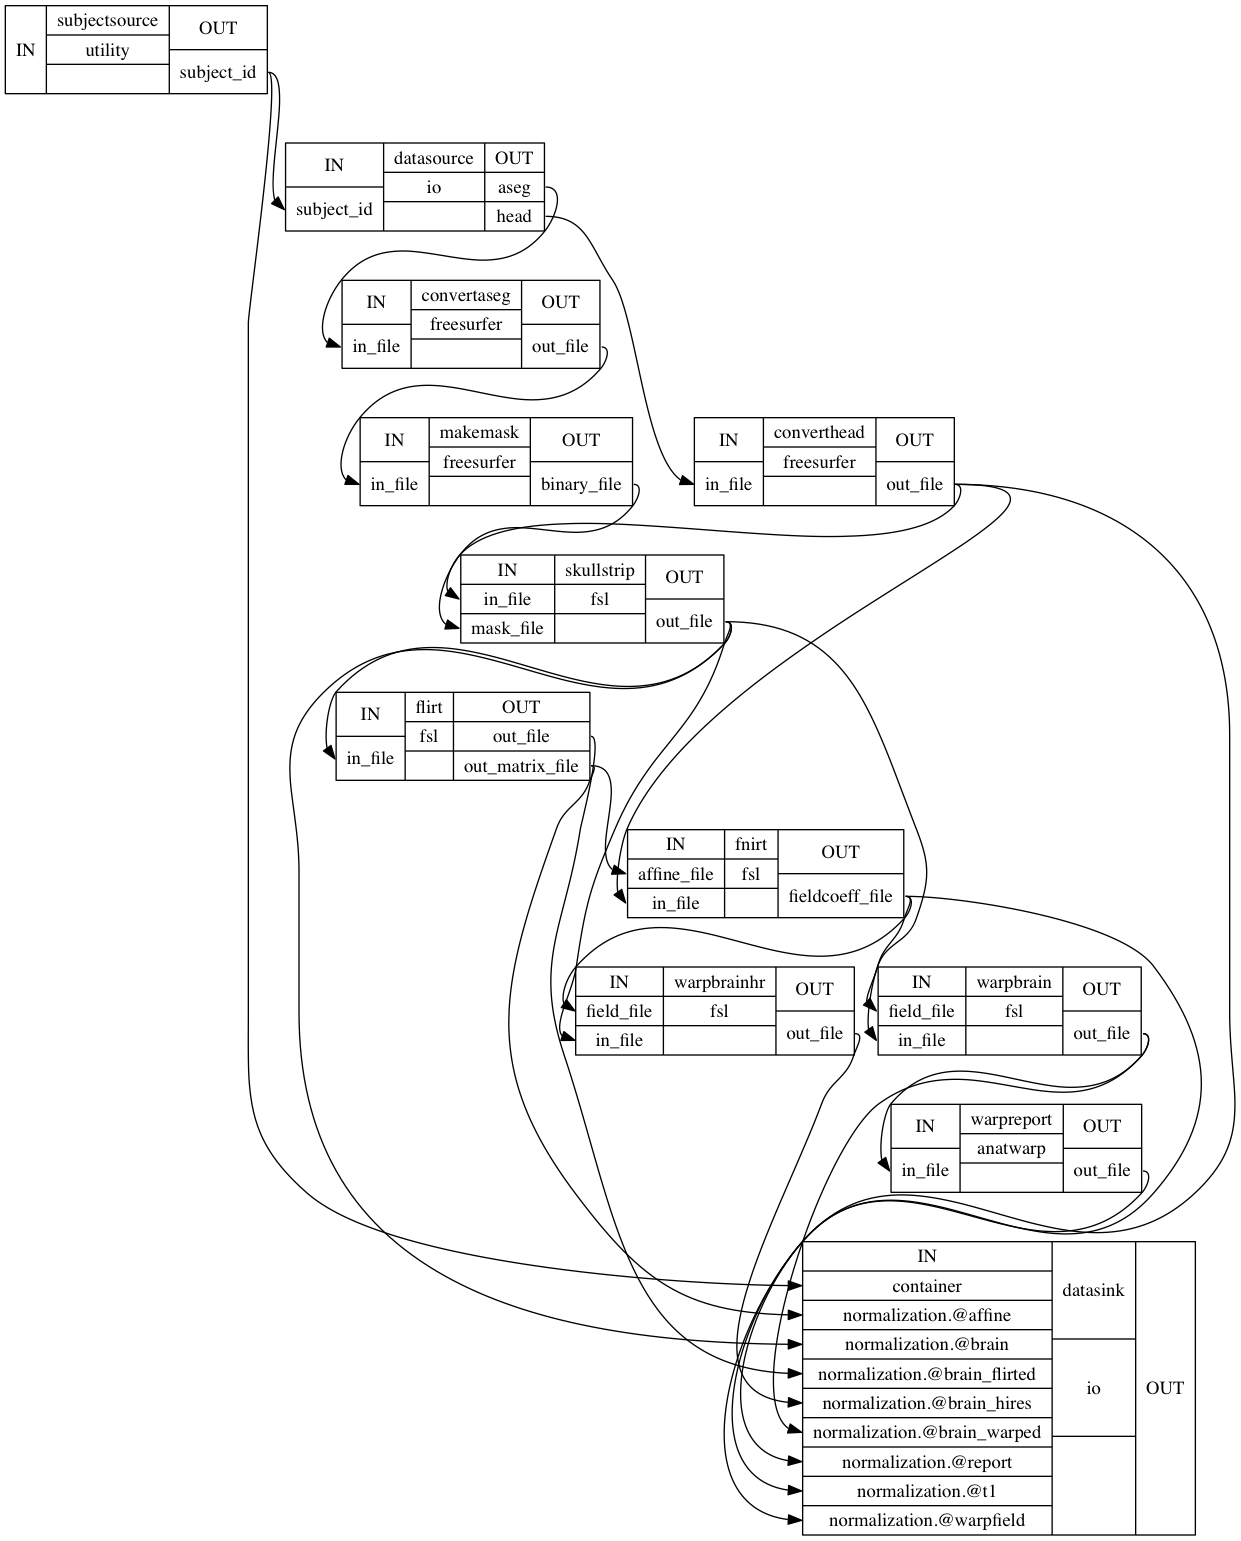 IN
subjectsource
utility
OUT
subject_id
IN
subject_id
datasource
io
OUT
aseg
head
IN
in_file
convertaseg
freesurfer
OUT
out_file
IN
in_file
makemask
freesurfer
OUT
binary_file
IN
in_file
converthead
freesurfer
OUT
out_file
IN
in_file
mask_file
skullstrip
fsl
OUT
out_file
IN
in_file
flirt
fsl
OUT
out_file
out_matrix_file
IN
affine_file
in_file
fnirt
fsl
OUT
fieldcoeff_file
IN
field_file
in_file
warpbrainhr
fsl
OUT
out_file
IN
field_file
in_file
warpbrain
fsl
OUT
out_file
IN
in_file
warpreport
anatwarp
OUT
out_file
IN
container
normalization.@affine
normalization.@brain
normalization.@brain_flirted
normalization.@brain_hires
normalization.@brain_warped
normalization.@report
normalization.@t1
normalization.@warpfield
datasink
io
OUT